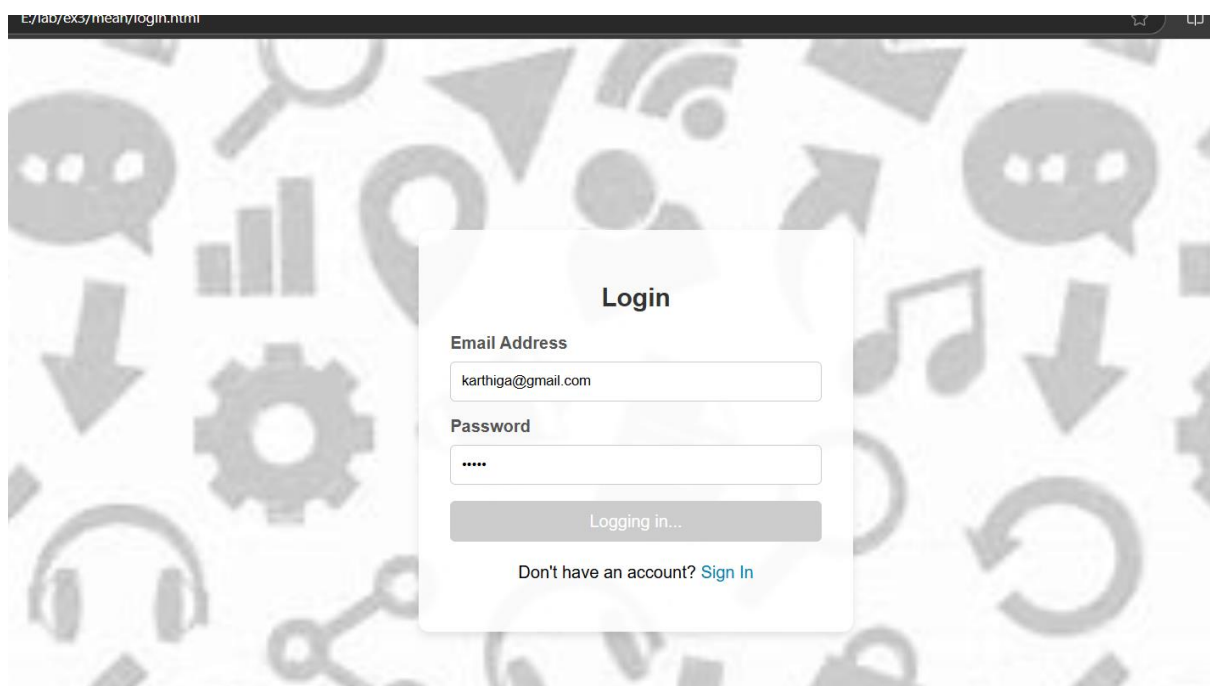 E:/lab/ex3/mean/login.html
Login
Email Address
karthiga@gmail.com
Password
•••••
Logging in...
Don't have an account? Sign In